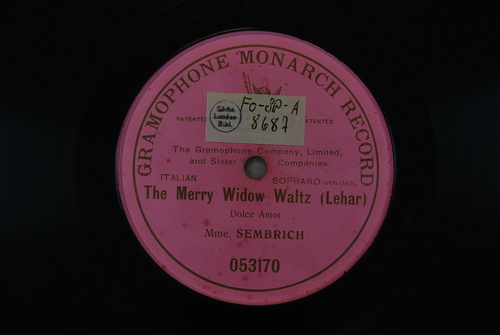 GRAMOPHONE MONARCH RECORD
FO-SP-A
8687
PATENTED
PATENTED
The Gramophone Company, Limited,
and Sister Companies.
ITALIAN
SOPRANO with Orch.
The Merry Widow Waltz (Lehar)
Dolce Amor
Mme. SEMBRICH
053170